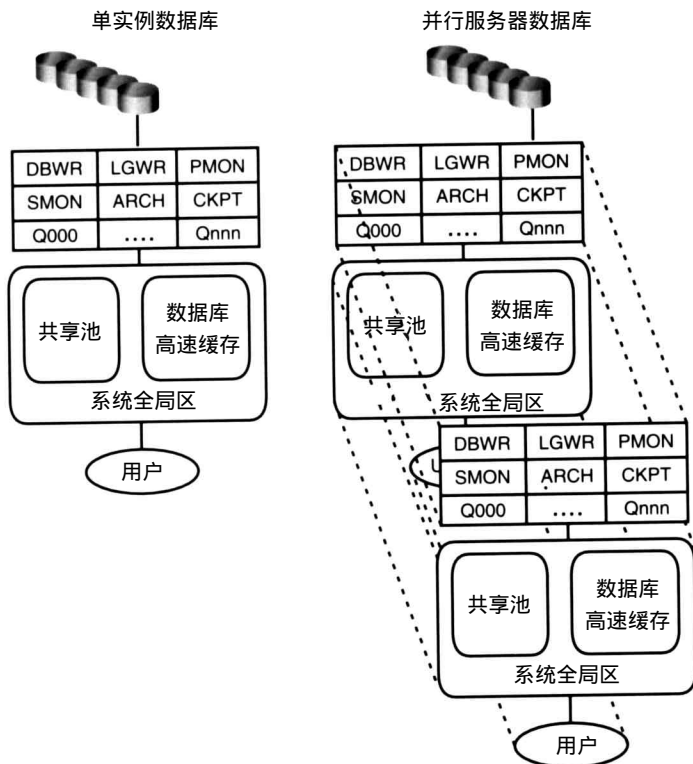 单实例数据库
DBWR LGWR PMON
SMON ARCH CKPT
Q000 .... Qnnn
共享池
数据库
高速缓存
系统全局区
用户
并行服务器数据库
DBWR LGWR PMON
SMON ARCH CKPT
Q000 .... Qnnn
共享池
数据库
高速缓存
系统全局区
DBWR LGWR PMON
SMON ARCH CKPT
Q000 .... Qnnn
共享池
数据库
高速缓存
系统全局区
用户